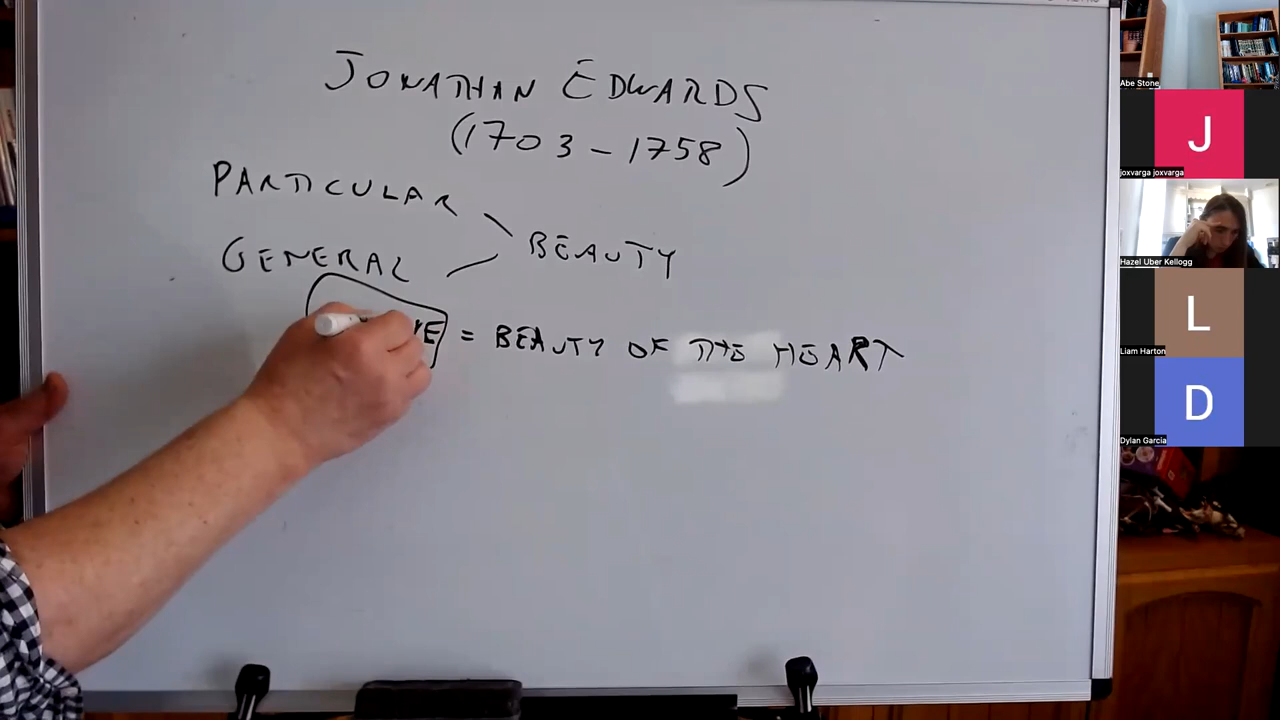 JONATHAN EDWARDS
(1703 - 1758)
PARTICULAR
GENERAL
BEAUTY
= BEAUTY OF THE HEART
Abe Stone
J
joxvarga joxvarga
Hazel Uber Kellogg
L
Liam Harton
D
Dylan Garcia